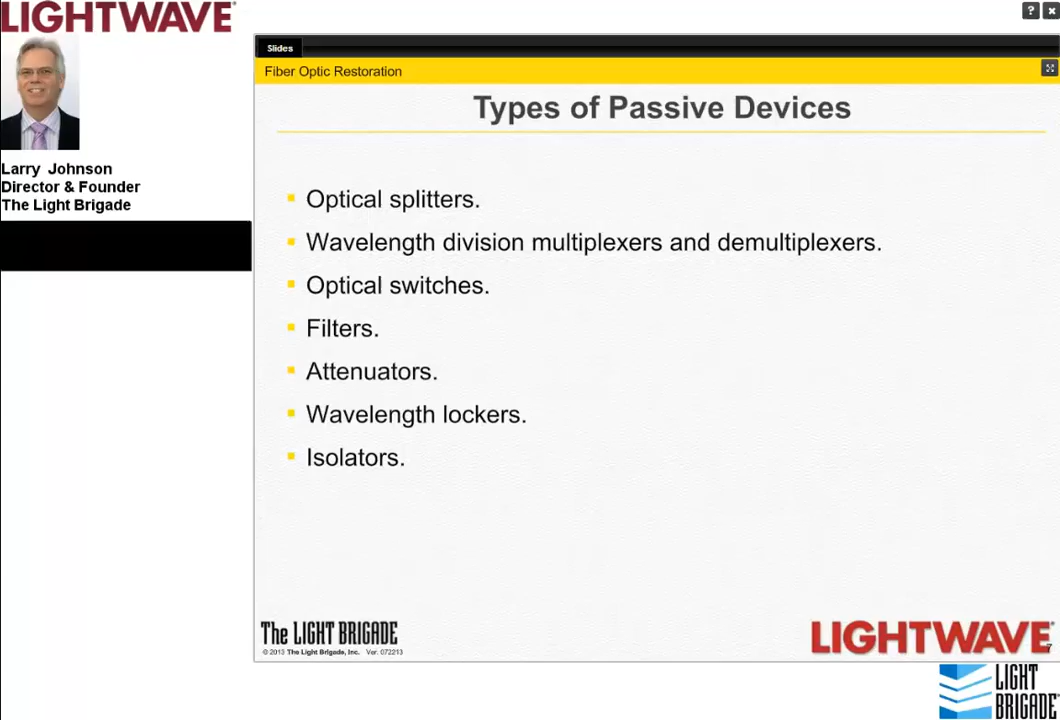 LIGHTWAVE®
? ×
Larry Johnson
Director & Founder
The Light Brigade
Slides
Fiber Optic Restoration
Types of Passive Devices
▪ Optical splitters.
▪ Wavelength division multiplexers and demultiplexers.
▪ Optical switches.
▪ Filters.
▪ Attenuators.
▪ Wavelength lockers.
▪ Isolators.
The LIGHT BRIGADE
© 2013 The Light Brigade, Inc. Ver. 072213
LIGHTWAVE®
7
LIGHT
BRIGADE®